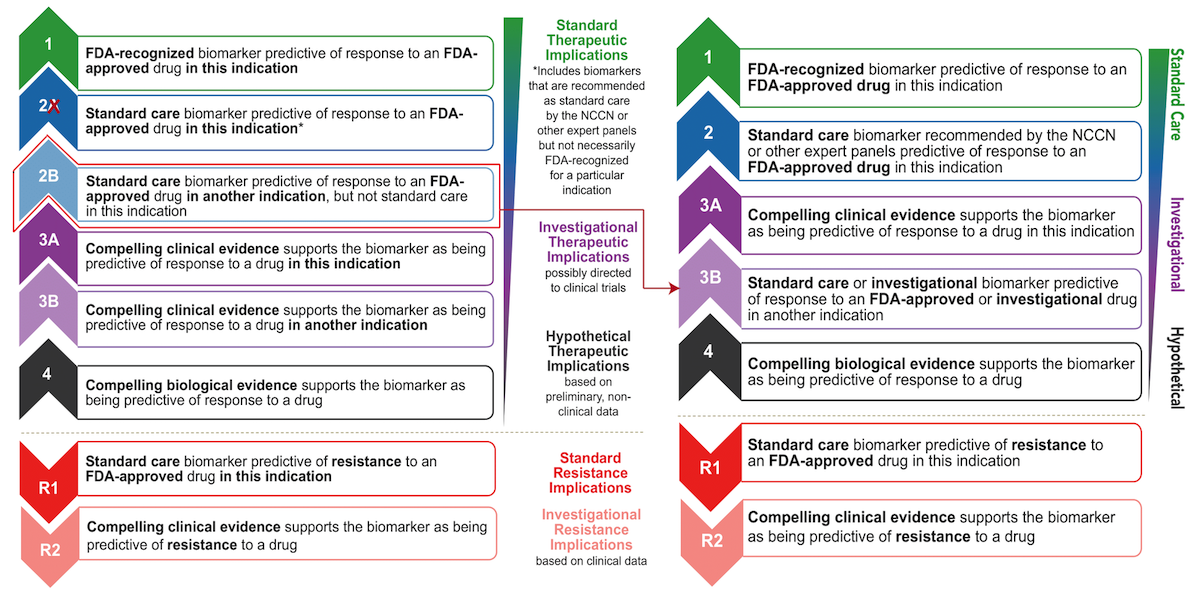 1
FDA-recognized biomarker predictive of response to an FDA-
approved drug in this indication
2X
Standard care biomarker predictive of response to an FDA-
approved drug in this indication*
2B
Standard care biomarker predictive of response to an FDA-
approved drug in another indication, but not standard care
in this indication
3A
Compelling clinical evidence supports the biomarker as being
predictive of response to a drug in this indication
3B
Compelling clinical evidence supports the biomarker as being
predictive of response to a drug in another indication
4
Compelling biological evidence supports the biomarker as
being predictive of response to a drug
R1
Standard care biomarker predictive of resistance to an
FDA-approved drug in this indication
R2
Compelling clinical evidence supports the biomarker as being
predictive of resistance to a drug
Standard
Therapeutic
Implications
*Includes biomarkers
that are recommended
as standard care
by the NCCN or
other expert panels
but not necessarily
FDA-recognized
for a particular
indication
Investigational
Therapeutic
Implications
possibly directed
to clinical trials
Hypothetical
Therapeutic
Implications
based on
preliminary, non-
clinical data
Standard
Resistance
Implications
Investigational
Resistance
Implications
based on clinical data
1
FDA-recognized biomarker predictive of response to an
FDA-approved drug in this indication
2
Standard care biomarker recommended by the NCCN
or other expert panels predictive of response to an
FDA-approved drug in this indication
3A
Compelling clinical evidence supports the biomarker
as being predictive of response to a drug in this indication
3B
Standard care or investigational biomarker predictive
of response to an FDA-approved or investigational drug
in another indication
4
Compelling biological evidence supports the biomarker
as being predictive of response to a drug
R1
Standard care biomarker predictive of resistance to
an FDA-approved drug in this indication
R2
Compelling clinical evidence supports the biomarker
as being predictive of resistance to a drug
Standard Care
Investigational
Hypothetical